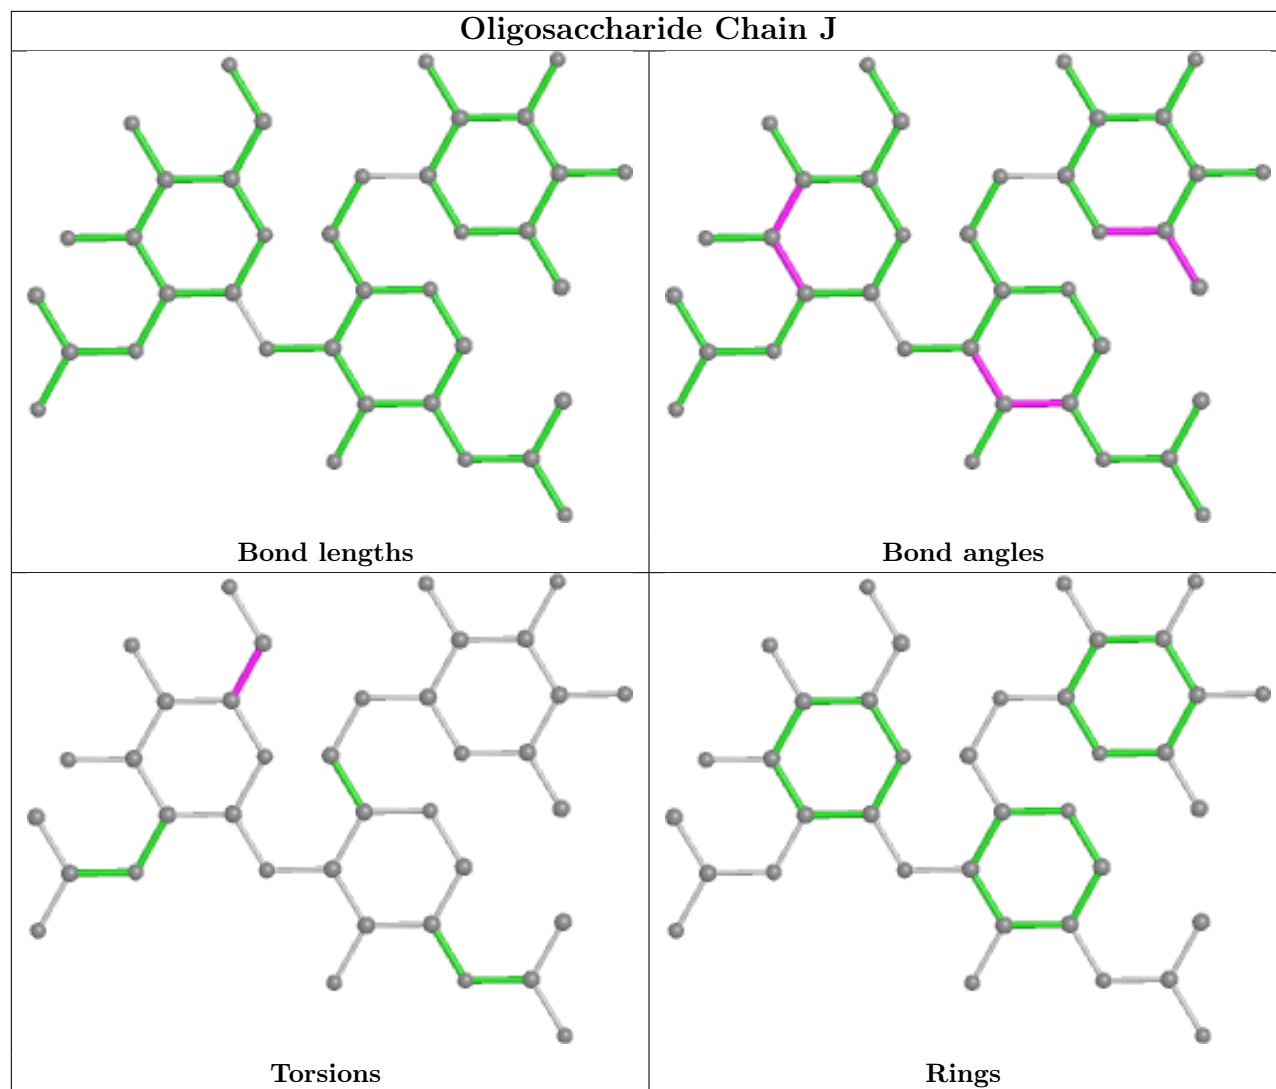 Oligosaccharide Chain J
Bond lengths
Bond angles
Torsions
Rings